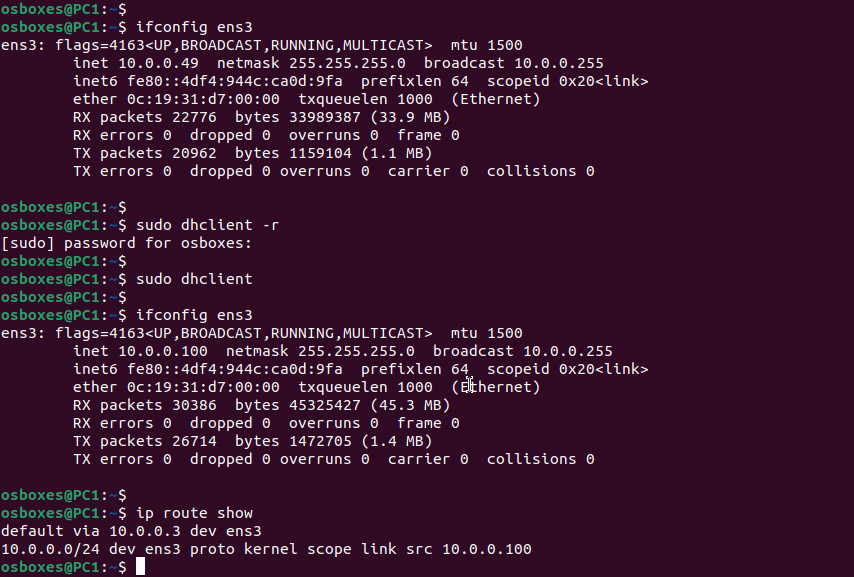 osboxes@PC1:~$
osboxes@PC1:~$ ifconfig ens3
ens3: flags=4163<UP,BROADCAST,RUNNING,MULTICAST>  mtu 1500
        inet 10.0.0.49  netmask 255.255.255.0  broadcast 10.0.0.255
        inet6 fe80::4df4:944c:ca0d:9fa  prefixlen 64  scopeid 0x20<link>
        ether 0c:19:31:d7:00:00  txqueuelen 1000  (Ethernet)
        RX packets 22776  bytes 33989387 (33.9 MB)
        RX errors 0  dropped 0  overruns 0  frame 0
        TX packets 20962  bytes 1159104 (1.1 MB)
        TX errors 0  dropped 0 overruns 0  carrier 0  collisions 0

osboxes@PC1:~$
osboxes@PC1:~$ sudo dhclient -r
[sudo] password for osboxes:
osboxes@PC1:~$
osboxes@PC1:~$ sudo dhclient
osboxes@PC1:~$
osboxes@PC1:~$ ifconfig ens3
ens3: flags=4163<UP,BROADCAST,RUNNING,MULTICAST>  mtu 1500
        inet 10.0.0.100  netmask 255.255.255.0  broadcast 10.0.0.255
        inet6 fe80::4df4:944c:ca0d:9fa  prefixlen 64  scopeid 0x20<link>
        ether 0c:19:31:d7:00:00  txqueuelen 1000  (Ethernet)
        RX packets 30386  bytes 45325427 (45.3 MB)
        RX errors 0  dropped 0  overruns 0  frame 0
        TX packets 26714  bytes 1472705 (1.4 MB)
        TX errors 0  dropped 0 overruns 0  carrier 0  collisions 0

osboxes@PC1:~$
osboxes@PC1:~$ ip route show
default via 10.0.0.3 dev ens3
10.0.0.0/24 dev ens3 proto kernel scope link src 10.0.0.100
osboxes@PC1:~$